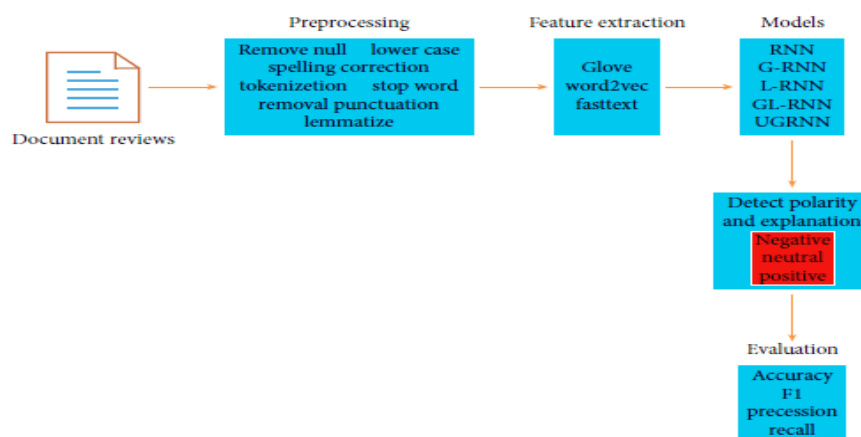 Document reviews
Preprocessing
Remove null lower case
spelling correction
tokenizetion stop word
removal punctuation
lemmatize
Feature extraction
Glove
word2vec
fasttext
Models
RNN
G-RNN
L-RNN
GL-RNN
UGRNN
Detect polarity
and explanation
Negative
neutral
positive
Evaluation
Accuracy
F1
precession
recall